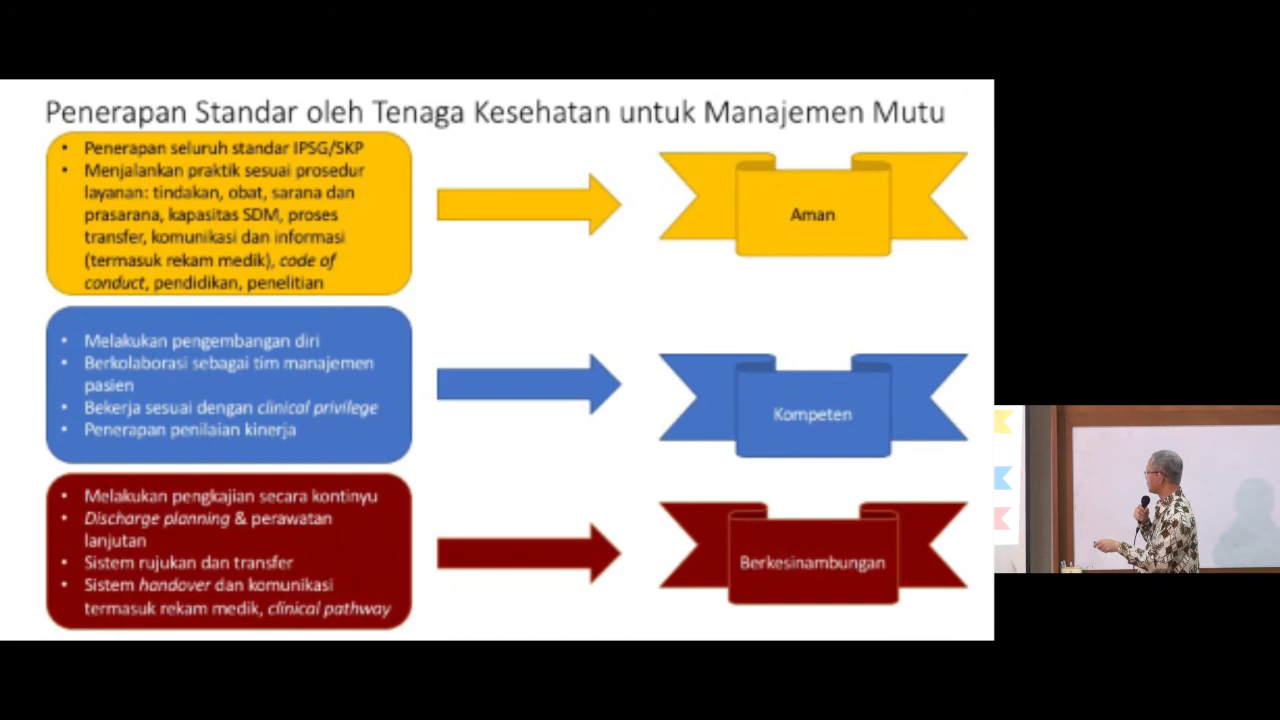 Penerapan Standar oleh Tenaga Kesehatan untuk Manajemen Mutu
• Penerapan seluruh standar IPSG/SKP
• Menjalankan praktik sesuai prosedur
layanan: tindakan, obat, sarana dan
prasarana, kapasitas SDM, proses
transfer, komunikasi dan informasi
(termasuk rekam medik), code of
conduct, pendidikan, penelitian
Aman
• Melakukan pengembangan diri
• Berkolaborasi sebagai tim manajemen
pasien
• Bekerja sesuai dengan clinical privilege
• Penerapan penilaian kinerja
Kompeten
• Melakukan pengkajian secara kontinyu
• Discharge planning & perawatan
lanjutan
• Sistem rujukan dan transfer
• Sistem handover dan komunikasi
termasuk rekam medik, clinical pathway
Berkesinambungan